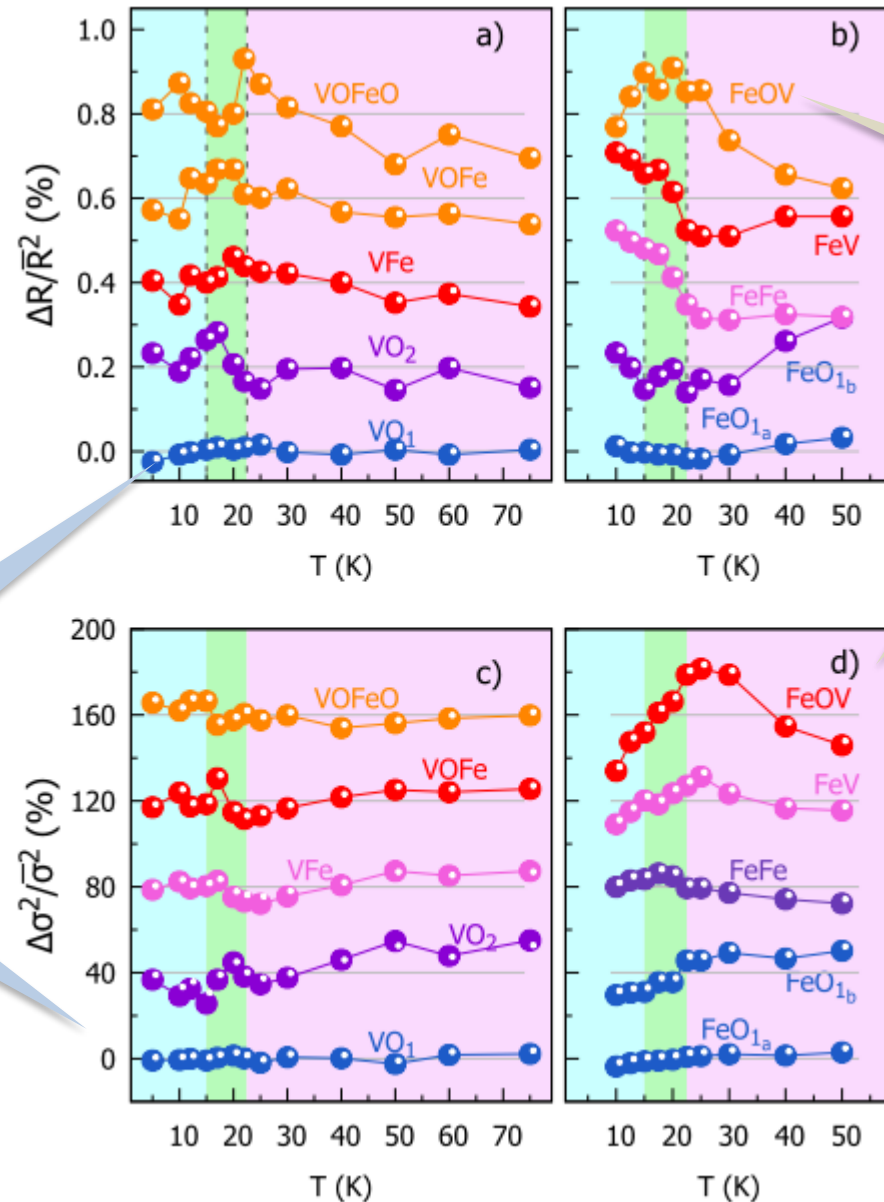 a)
1.0
0.8
0.6
0.4
0.2
0.0
ΔR/R̅² (%)
VOFeO
VOFe
VFe
VO₂
VO₁
10 20 30 40 50 60 70
T (K)
b)
FeOV
FeV
FeFe
FeO₁b
FeO₁a
10 20 30 40 50
T (K)
c)
200
160
120
80
40
0
Δσ²/σ̅² (%)
VOFeO
VOFe
VFe
VO₂
VO₁
10 20 30 40 50 60 70
T (K)
d)
FeOV
FeV
FeFe
FeO₁b
FeO₁a
10 20 30 40 50
T (K)